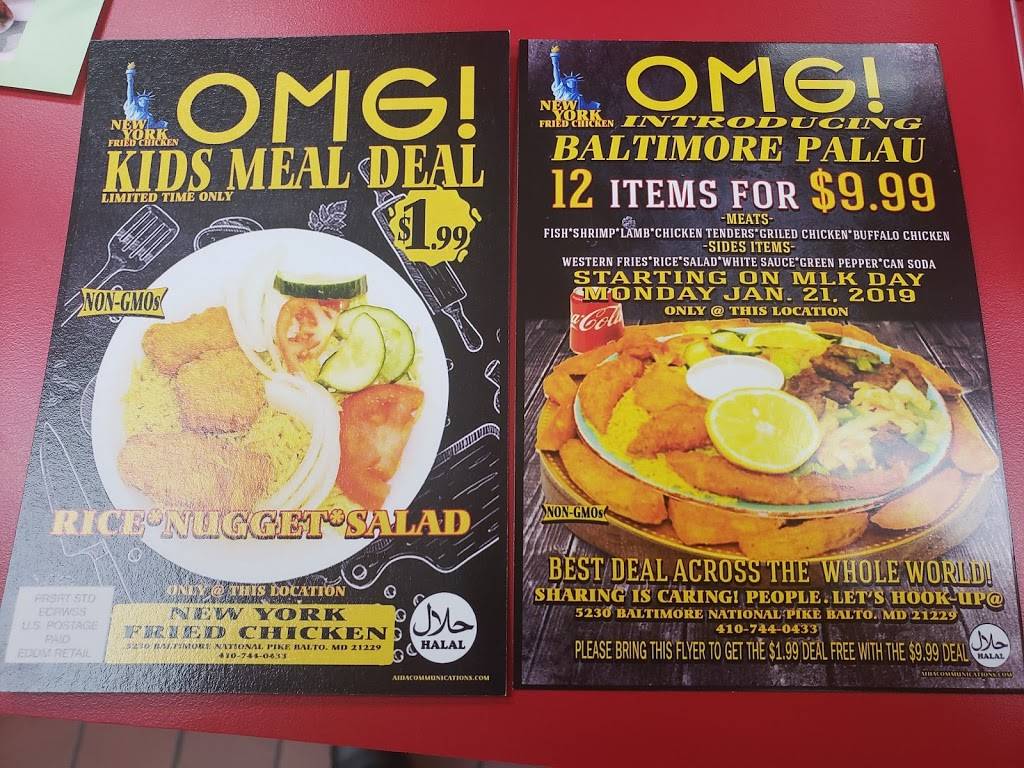 OMG!
NEW
YORK
FRIED CHICKEN
KIDS MEAL DEAL
LIMITED TIME ONLY
$1.99
NON-GMOs
RICE*NUGGET*SALAD
ONLY @ THIS LOCATION
NEW YORK
FRIED CHICKEN
5230 BALTIMORE NATIONAL PIKE BALTO. MD 21229
410-744-0433
PRSRT STD
ECRWSS
U.S. POSTAGE
PAID
EDDM RETAIL
حلال
HALAL
AIDACOMMUNICATIONS.COM
OMG!
NEW
YORK
FRIED CHICKEN
INTRODUCING
BALTIMORE PALAU
12 ITEMS FOR $9.99
-MEATS-
FISH*SHRIMP*LAMB*CHICKEN TENDERS*GRILED CHICKEN*BUFFALO CHICKEN
-SIDES ITEMS-
WESTERN FRIES*RICE*SALAD*WHITE SAUCE*GREEN PEPPER*CAN SODA
STARTING ON MLK DAY
MONDAY JAN. 21, 2019
ONLY @ THIS LOCATION
NON-GMOs
BEST DEAL ACROSS THE WHOLE WORLD!
SHARING IS CARING! PEOPLE, LET'S HOOK-UP@
5230 BALTIMORE NATIONAL PIKE BALTO. MD 21229
410-744-0433
PLEASE BRING THIS FLYER TO GET THE $1.99 DEAL FREE WITH THE $9.99 DEAL
حلال
HALAL
AIDACOMMUNICATIONS.COM